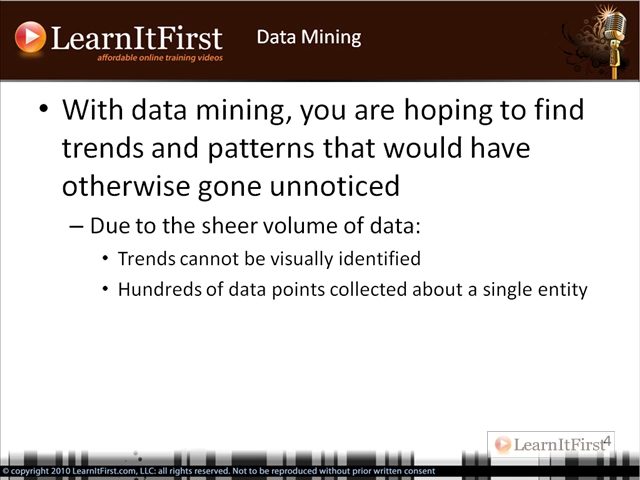 LearnItFirst
affordable online training videos
Data Mining
• With data mining, you are hoping to find
trends and patterns that would have
otherwise gone unnoticed
– Due to the sheer volume of data:
• Trends cannot be visually identified
• Hundreds of data points collected about a single entity
LearnItFirst
4
© copyright 2010 LearnItFirst.com, LLC: all rights reserved. Not to be reproduced without prior written consent